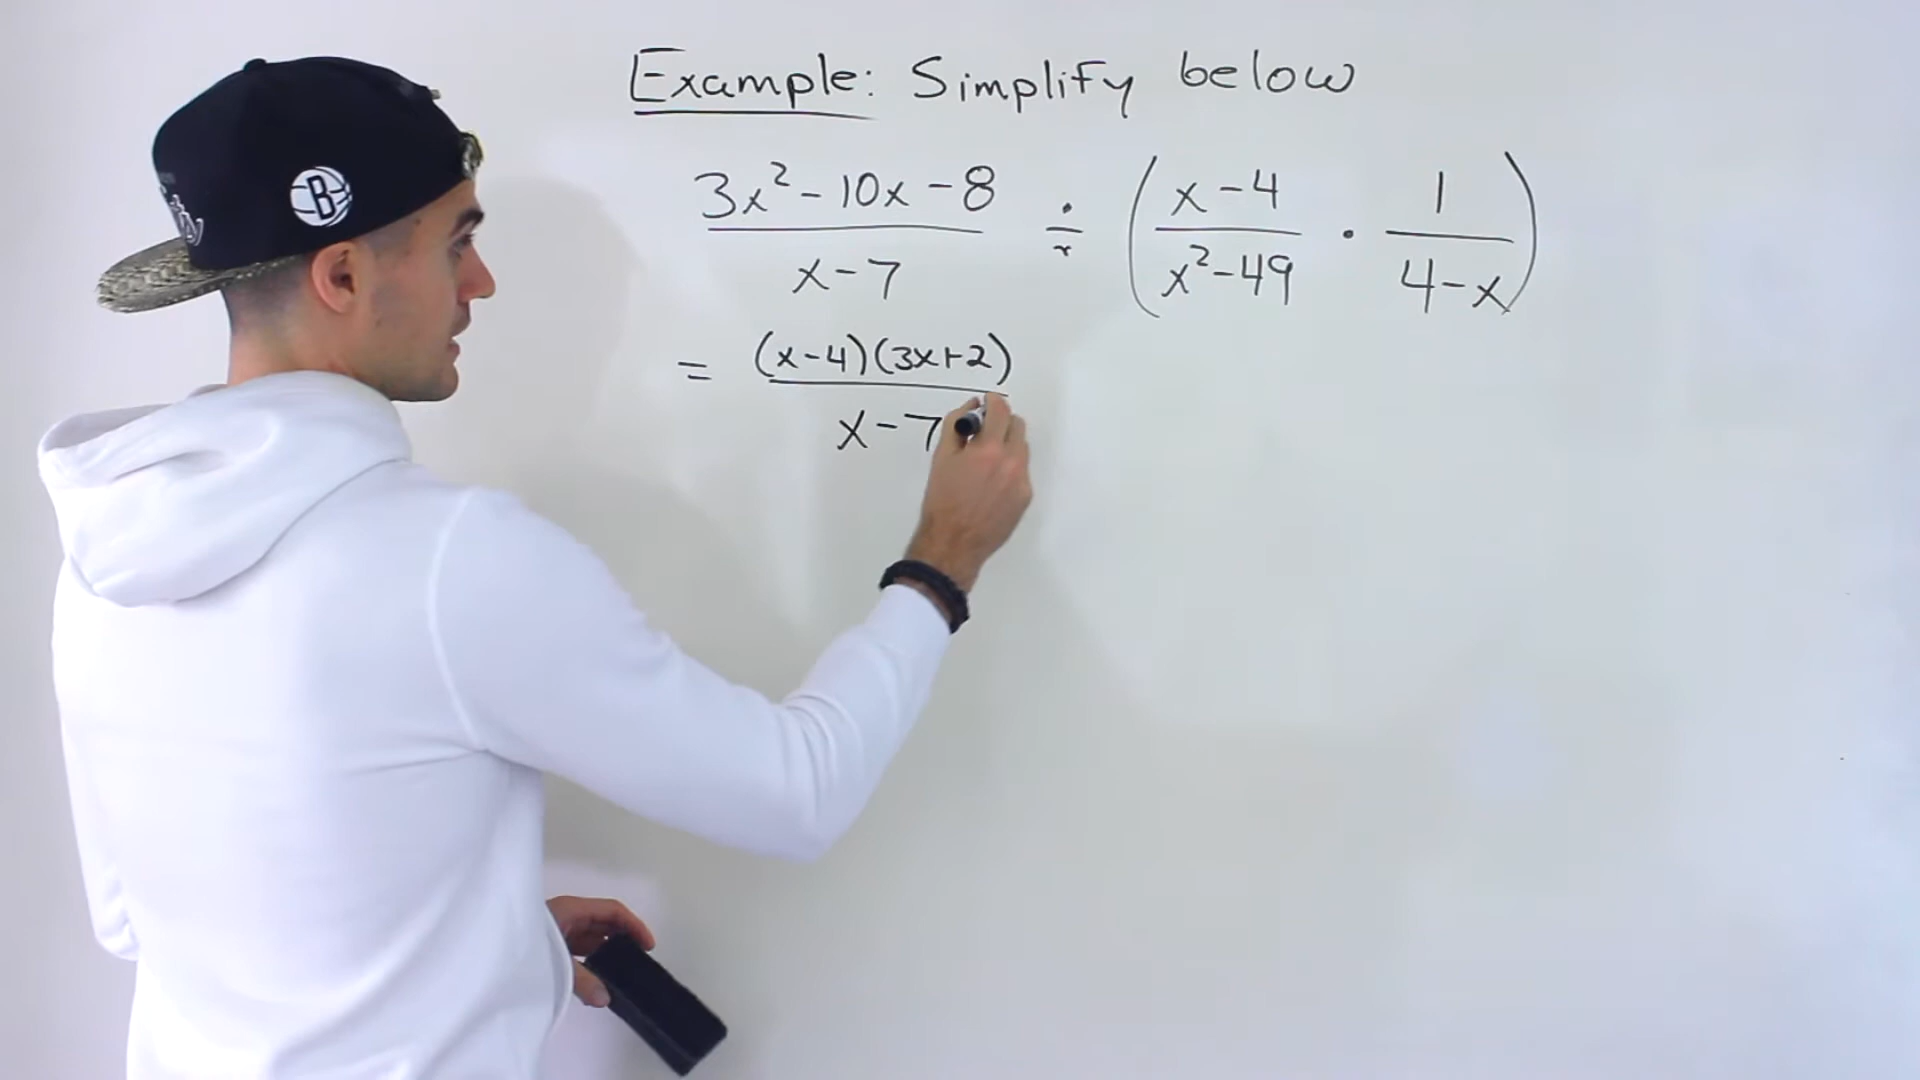 Example: Simplify below
3x² - 10x - 8 / x - 7 ÷ ( x - 4 / x² - 49 · 1 / 4 - x )
= (x - 4)(3x + 2) / x - 7
B